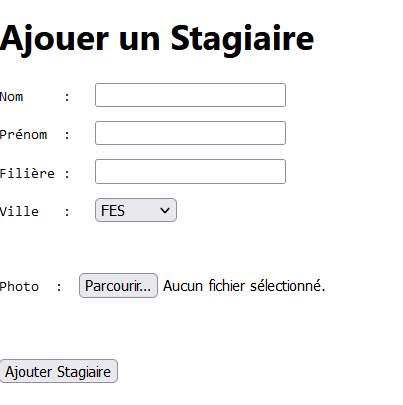 Ajouer un Stagiaire
Nom :
Prénom :
Filière :
Ville : FES
Photo : Parcourir... Aucun fichier sélectionné.
Ajouter Stagiaire